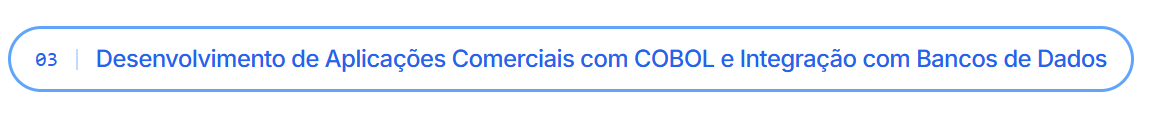 03 | Desenvolvimento de Aplicações Comerciais com COBOL e Integração com Bancos de Dados